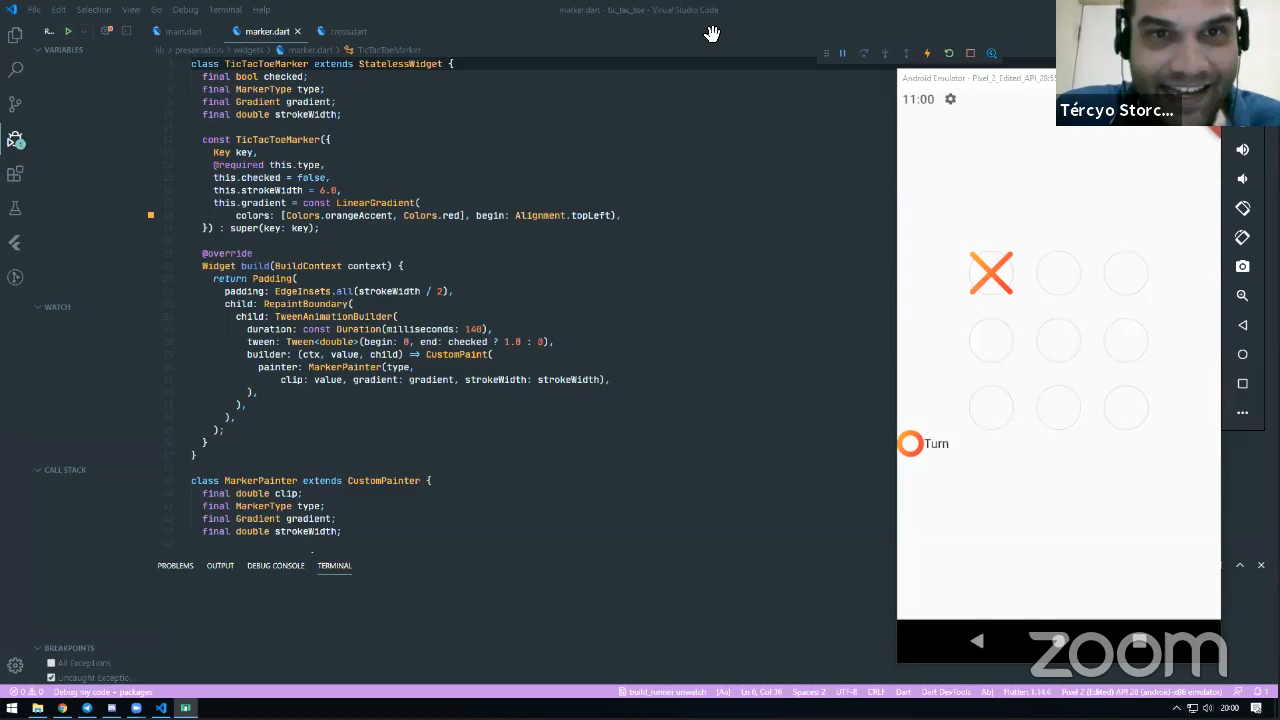 File Edit Selection View Go Debug Terminal Help
marker.dart - tic_tac_toe - Visual Studio Code
R...
main.dart
marker.dart
cross.dart
VARIABLES
lib > presentation > widgets > marker.dart > TicTacToeMarker
class TicTacToeMarker extends StatelessWidget {
final bool checked;
final MarkerType type;
final Gradient gradient;
final double strokeWidth;
const TicTacToeMarker({
Key key,
@required this.type,
this.checked = false,
this.strokeWidth = 6.0,
this.gradient = const LinearGradient(
colors: [Colors.orangeAccent, Colors.red], begin: Alignment.topLeft),
}) : super(key: key);
@override
Widget build(BuildContext context) {
return Padding(
padding: EdgeInsets.all(strokeWidth / 2),
child: RepaintBoundary(
child: TweenAnimationBuilder(
duration: const Duration(milliseconds: 140),
tween: Tween<double>(begin: 0, end: checked ? 1.0 : 0),
builder: (ctx, value, child) => CustomPaint(
painter: MarkerPainter(type,
clip: value, gradient: gradient, strokeWidth: strokeWidth),
),
),
),
);
}
}
class MarkerPainter extends CustomPainter {
final double clip;
final MarkerType type;
final Gradient gradient;
final double strokeWidth;
WATCH
CALL STACK
BREAKPOINTS
All Exceptions
Uncaught Exceptio...
PROBLEMS OUTPUT DEBUG CONSOLE TERMINAL
Android Emulator - Pixel_2_Edited_API_28:55
11:00
Turn
Tércyo Storc...
zoom
0 0 Debug my code + packages
build_runner unwatch [Aa] Ln 6, Col 36 Spaces: 2 UTF-8 CRLF Dart Dart DevTools Ab| Flutter: 1.14.6 Pixel 2 (Edited) API 28 (android-x86 emulator) 1
20:00